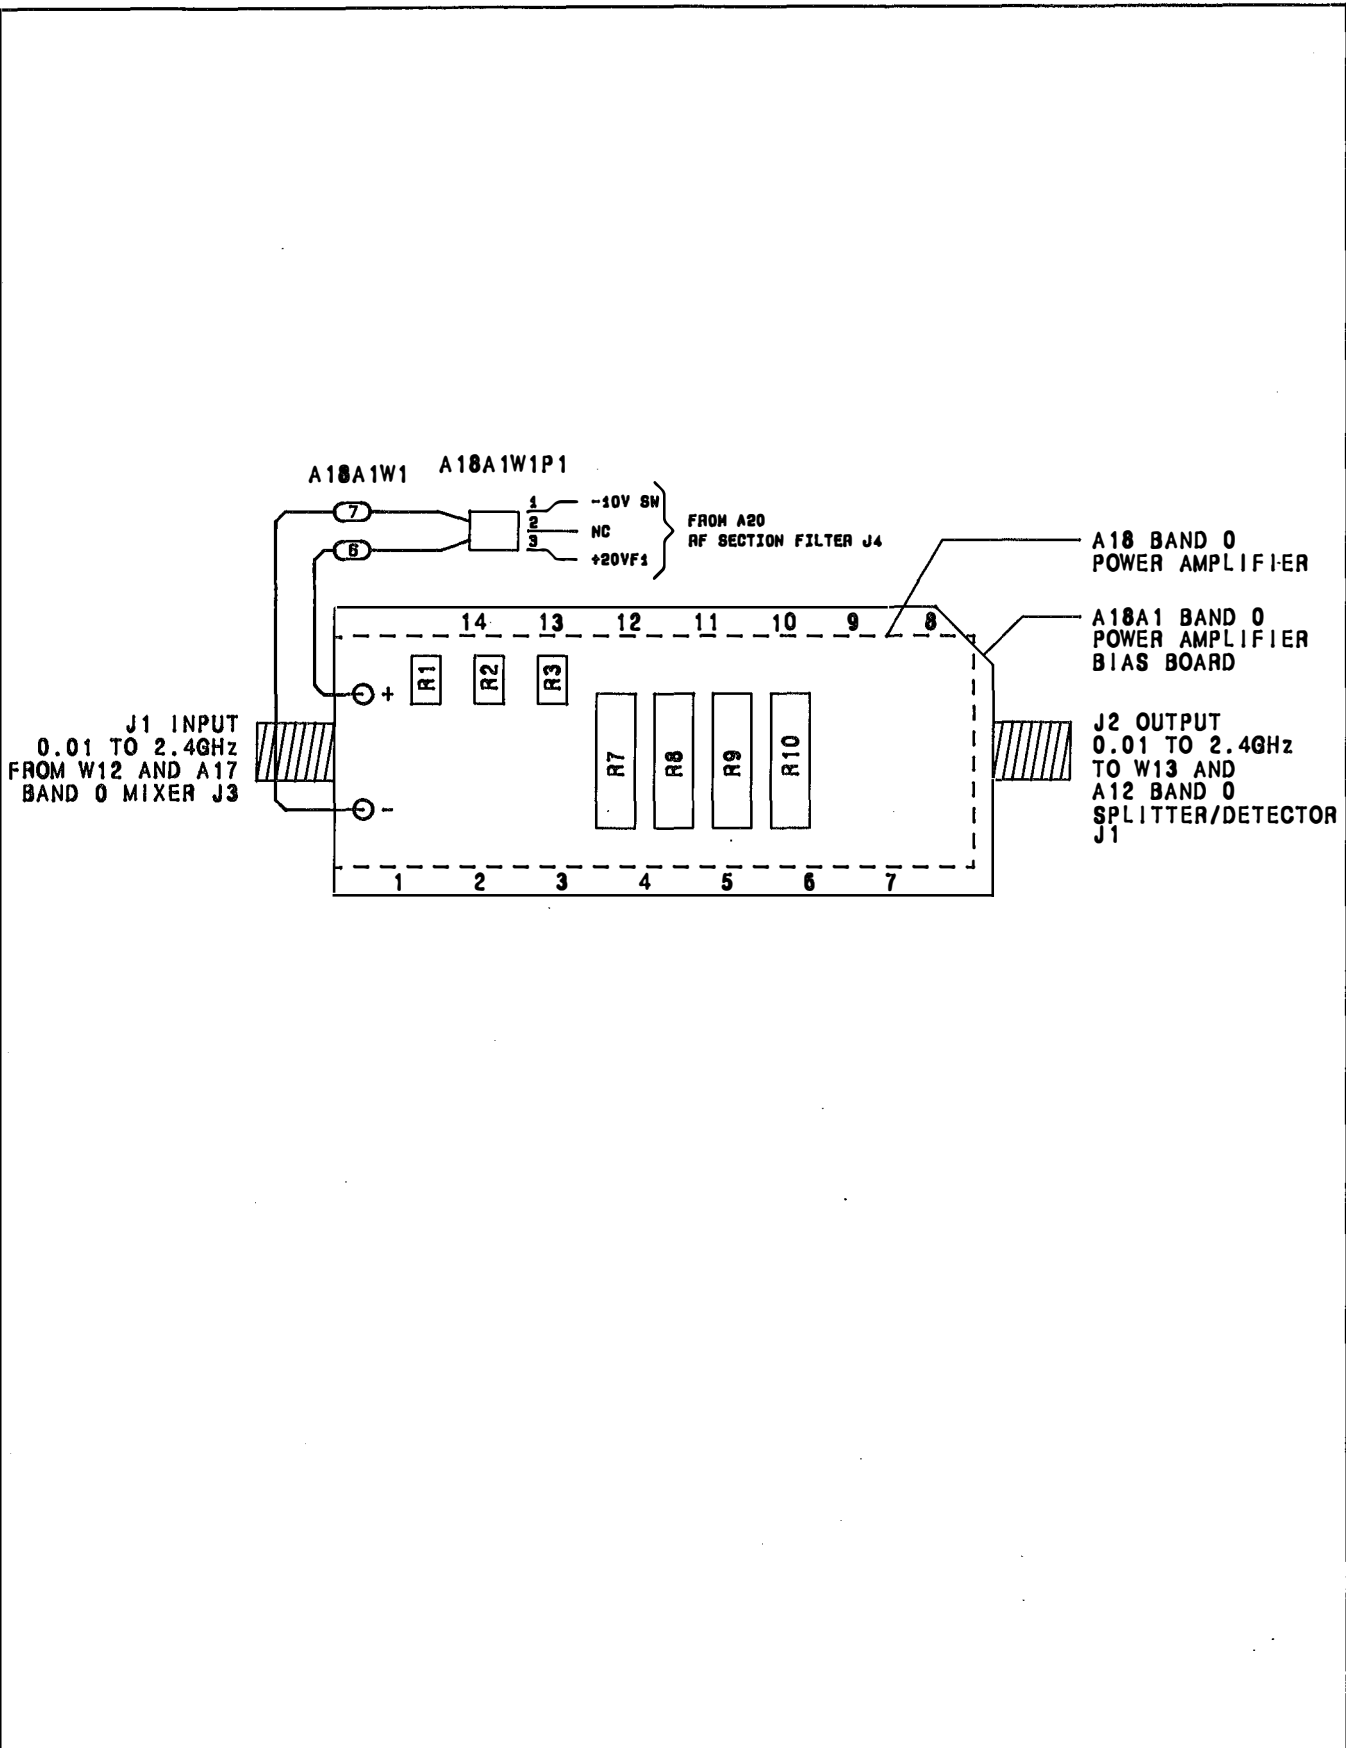 A18A1W1
A18A1W1P1
7
6
1
2
3
-10V SW
NC
+20VF1
FROM A20
RF SECTION FILTER J4
A18 BAND 0
POWER AMPLIFIER
A18A1 BAND 0
POWER AMPLIFIER
BIAS BOARD
14 13 12 11 10 9 8
R1 R2 R3
+
R7 R8 R9 R10
-
J1 INPUT
0.01 TO 2.4GHz
FROM W12 AND A17
BAND 0 MIXER J3
J2 OUTPUT
0.01 TO 2.4GHz
TO W13 AND
A12 BAND 0
SPLITTER/DETECTOR
J1
1 2 3 4 5 6 7